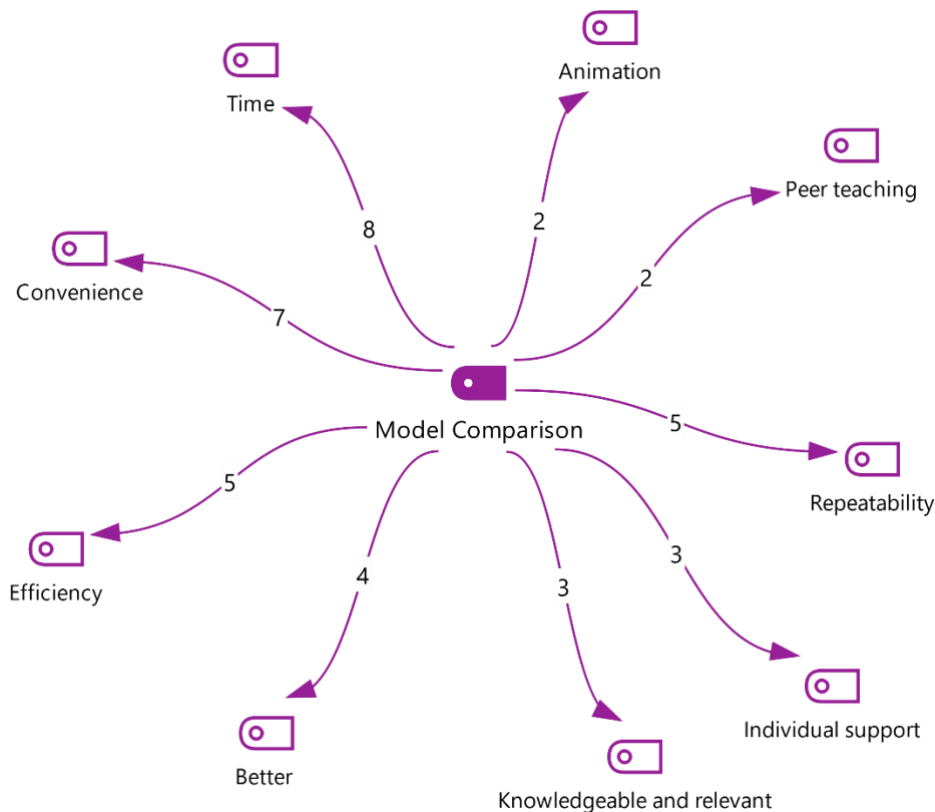 Animation
Time
Peer teaching
8
2
2
Convenience
7
Model Comparison
5
Repeatability
5
3
Efficiency
4
3
Individual support
Better
Knowledgeable and relevant